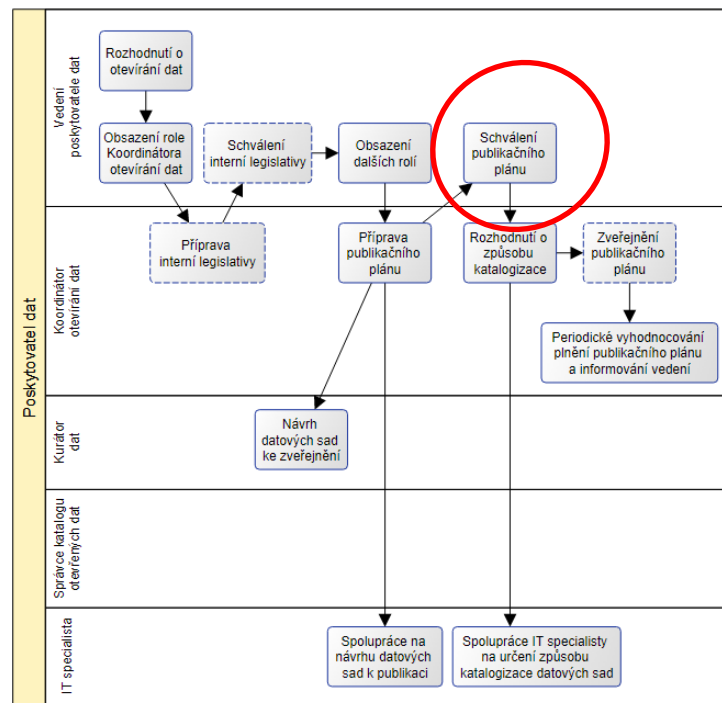 Poskytovatel dat
Vedení
poskytovatele dat
Rozhodnutí o
otevírání dat
Obsazení role
Koordinátora
otevírání dat
Schválení
interní legislativy
Obsazení
dalších rolí
Schválení
publikačního
plánu
Koordinátor
otevírání dat
Příprava
interní legislativy
Příprava
publikačního
plánu
Rozhodnutí o
způsobu
katalogizace
Zveřejnění
publikačního
plánu
Periodické vyhodnocování
plnění publikačního plánu
a informování vedení
Kurátor
dat
Návrh
datových sad
ke zveřejnění
Správce katalogu
otevřených dat
IT specialista
Spolupráce na
návrhu datových
sad k publikaci
Spolupráce IT specialisty
na určení způsobu
katalogizace datových sad